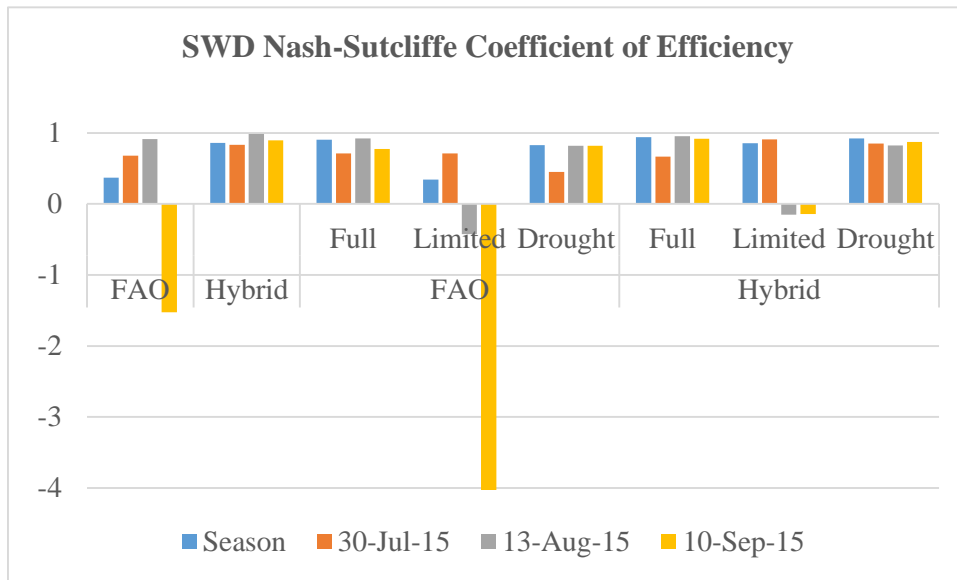 SWD Nash-Sutcliffe Coefficient of Efficiency
1
0
Full Limited Drought Full Limited Drought
-1
FAO Hybrid FAO Hybrid
-2
-3
-4
Season 30-Jul-15 13-Aug-15 10-Sep-15